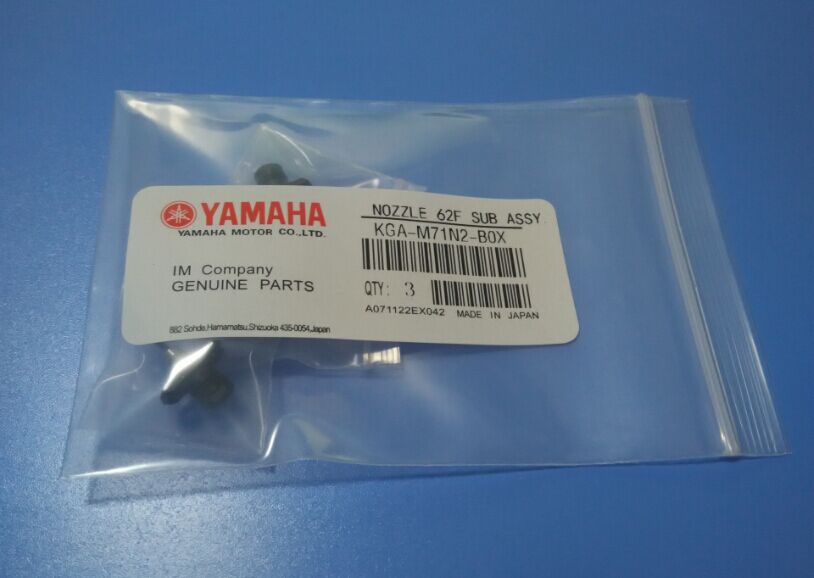 YAMAHA
YAMAHA MOTOR CO.,LTD.
IM Company
GENUINE PARTS
882 Sohde,Hamamatsu,Shizuoka 435-0054,Japan
NOZZLE 62F SUB ASSY
KGA-M71N2-B0X
QTY: 3
A071122EX042 MADE IN JAPAN